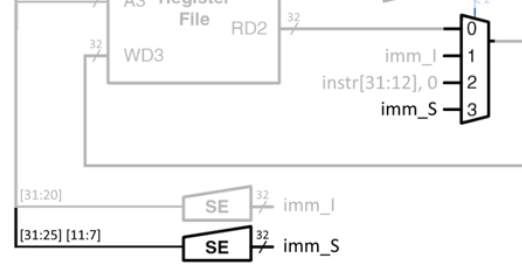 A3
Register
File
RD2
32
0
32
WD3
imm_I
1
instr[31:12], 0
2
imm_S
3
[31:20]
SE
32
imm_I
[31:25] [11:7]
SE
32
imm_S